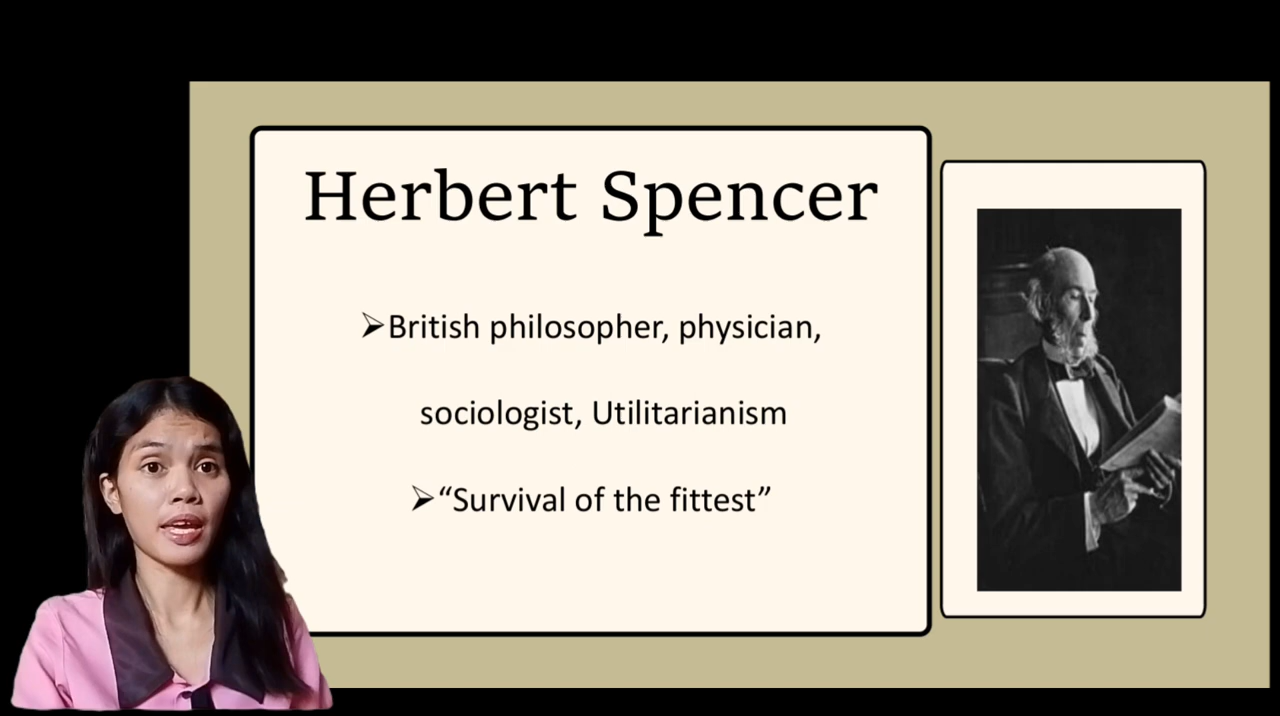 Herbert Spencer
➢British philosopher, physician,
sociologist, Utilitarianism
➢“Survival of the fittest”